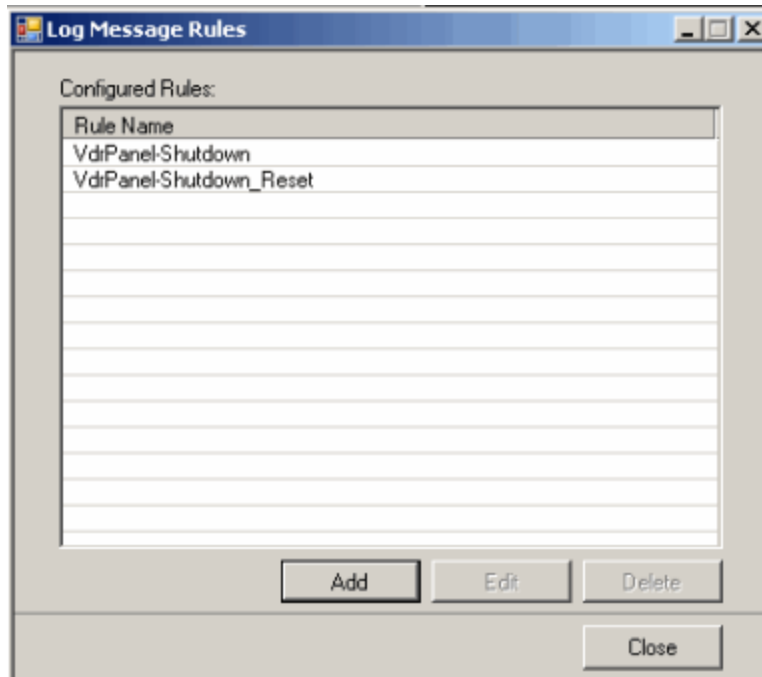 Log Message Rules
Configured Rules:
Rule Name
VdrPanel-Shutdown
VdrPanel-Shutdown_Reset
Add Edit Delete
Close